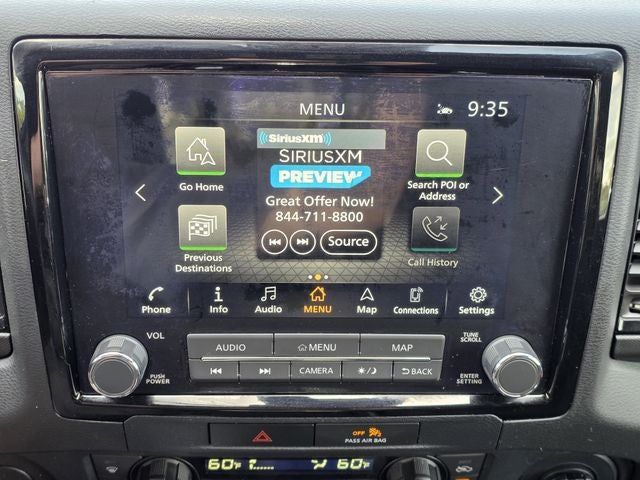 MENU 9:35
SiriusXM
SIRIUSXM
PREVIEW
Great Offer Now!
844-711-8800
Source
Go Home
Search POI or
Address
Previous
Destinations
Call History
Phone Info Audio MENU Map Connections Settings
VOL
PUSH
POWER
AUDIO MENU MAP
CAMERA BACK
TUNE
SCROLL
ENTER
SETTING
OFF
PASS AIR BAG
60°F 60°F